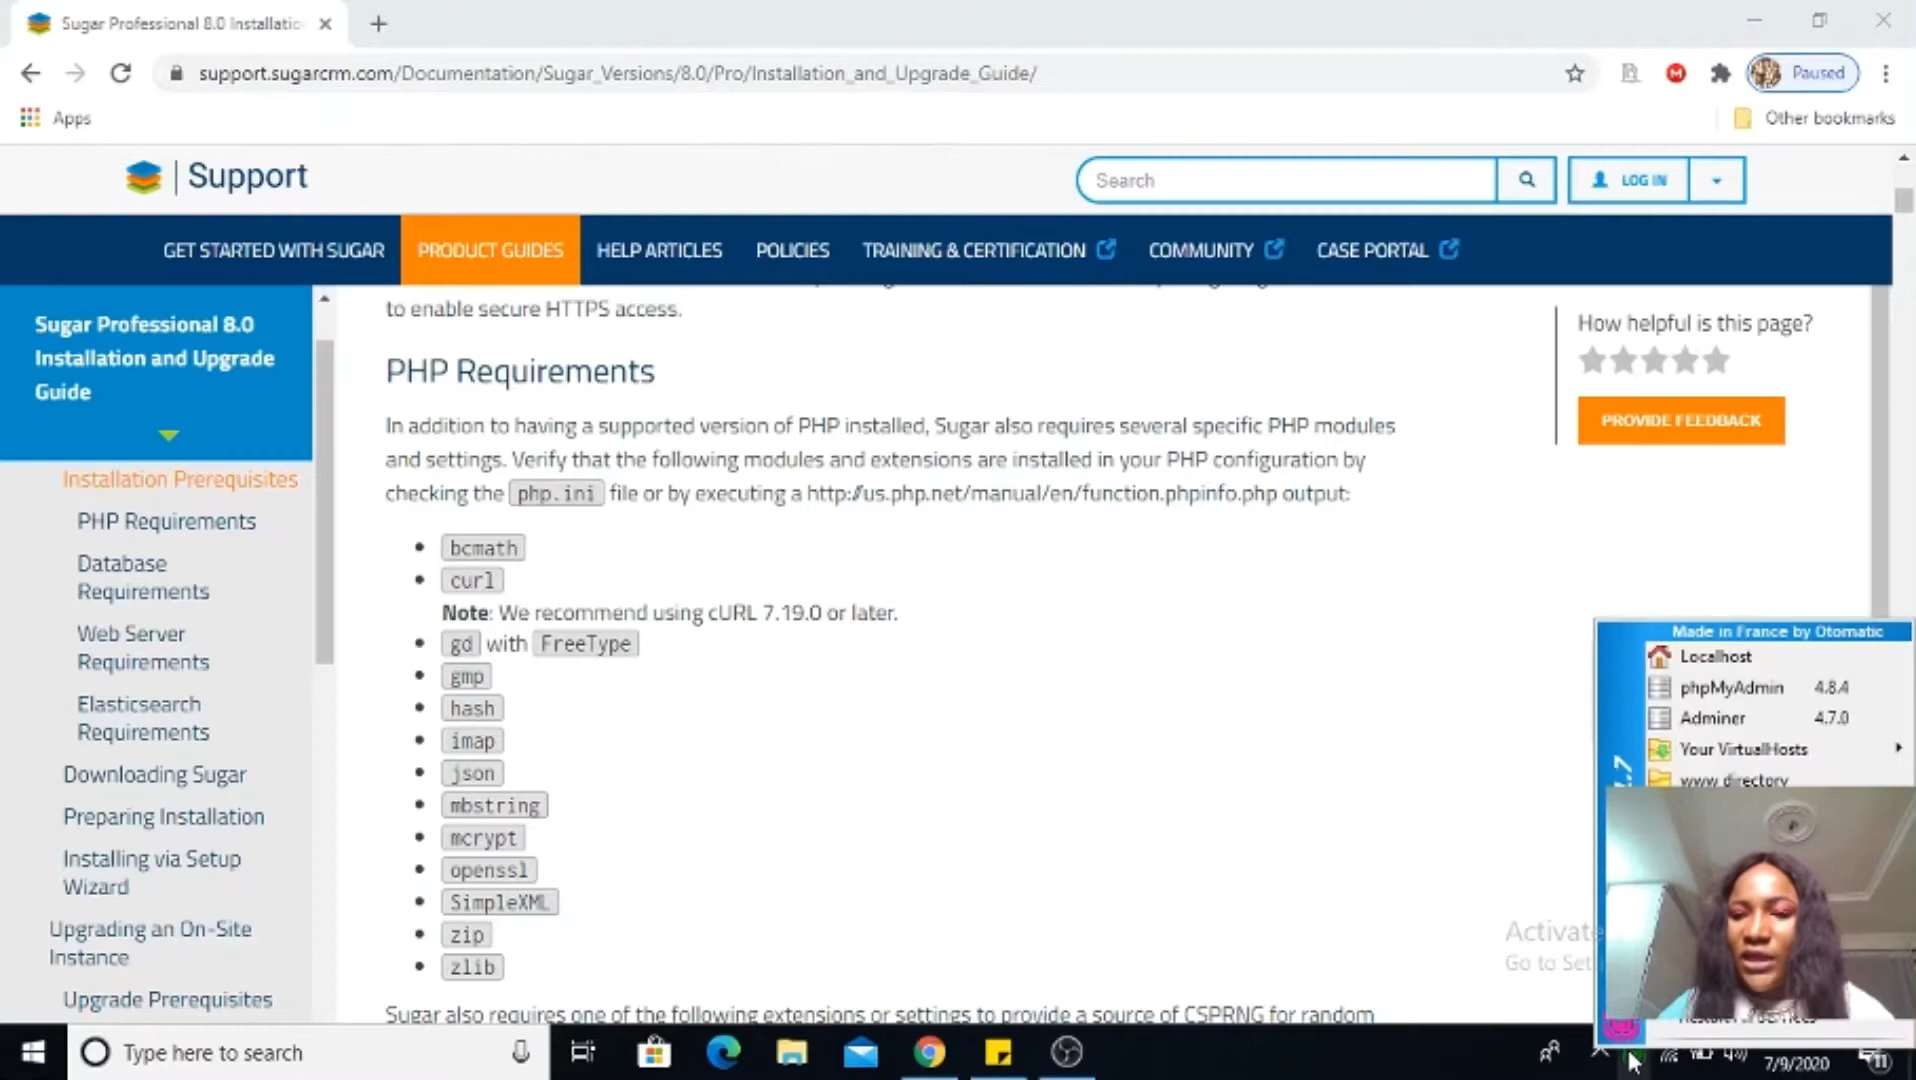 Sugar Professional 8.0 Installatio
support.sugarcrm.com/Documentation/Sugar_Versions/8.0/Pro/Installation_and_Upgrade_Guide/
Paused
Apps
Other bookmarks
Support
Search
LOG IN
GET STARTED WITH SUGAR
PRODUCT GUIDES
HELP ARTICLES
POLICIES
TRAINING & CERTIFICATION
COMMUNITY
CASE PORTAL
Sugar Professional 8.0
Installation and Upgrade
Guide
Installation Prerequisites
PHP Requirements
Database
Requirements
Web Server
Requirements
Elasticsearch
Requirements
Downloading Sugar
Preparing Installation
Installing via Setup
Wizard
Upgrading an On-Site
Instance
Upgrade Prerequisites
to enable secure HTTPS access.
PHP Requirements
In addition to having a supported version of PHP installed, Sugar also requires several specific PHP modules
and settings. Verify that the following modules and extensions are installed in your PHP configuration by
checking the php.ini file or by executing a http://us.php.net/manual/en/function.phpinfo.php output:
bcmath
curl
Note: We recommend using cURL 7.19.0 or later.
gd with FreeType
gmp
hash
imap
json
mbstring
mcrypt
openssl
SimpleXML
zip
zlib
Sugar also requires one of the following extensions or settings to provide a source of CSPRNG for random
How helpful is this page?
PROVIDE FEEDBACK
Made in France by Otomatic
Localhost
phpMyAdmin 4.8.4
Adminer 4.7.0
Your VirtualHosts
www directory
Activate
Go to Set
Type here to search
7/9/2020
11